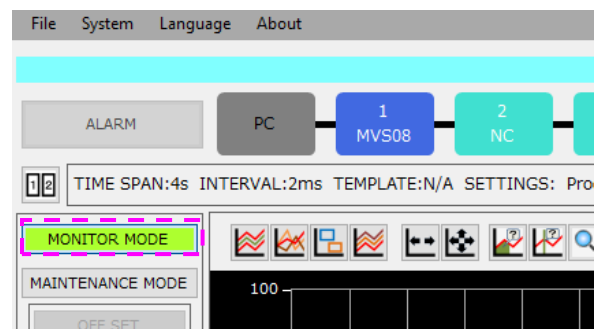 File System Language About
ALARM PC 1 2
MVS08 NC
1 2 TIME SPAN:4s INTERVAL:2ms TEMPLATE:N/A SETTINGS: Pro
MONITOR MODE
MAINTENANCE MODE
100
OFF SET